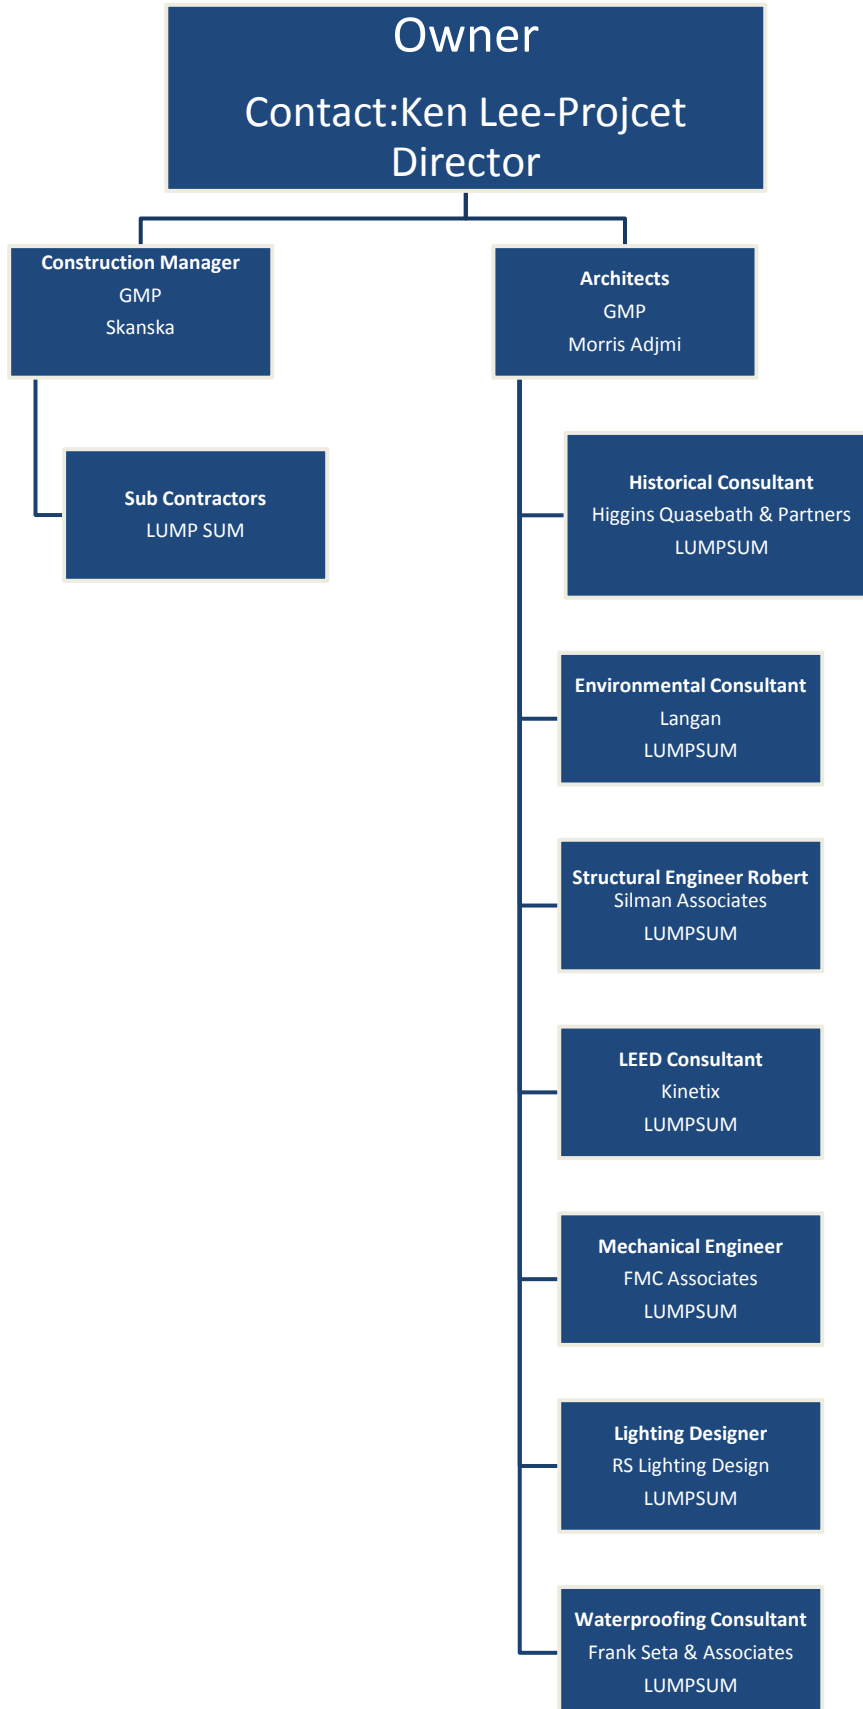 Owner
Contact:Ken Lee-Projcet
Director
Construction Manager
GMP
Skanska
Architects
GMP
Morris Adjmi
Sub Contractors
LUMP SUM
Historical Consultant
Higgins Quasebath & Partners
LUMPSUM
Environmental Consultant
Langan
LUMPSUM
Structural Engineer Robert
Silman Associates
LUMPSUM
LEED Consultant
Kinetix
LUMPSUM
Mechanical Engineer
FMC Associates
LUMPSUM
Lighting Designer
RS Lighting Design
LUMPSUM
Waterproofing Consultant
Frank Seta & Associates
LUMPSUM